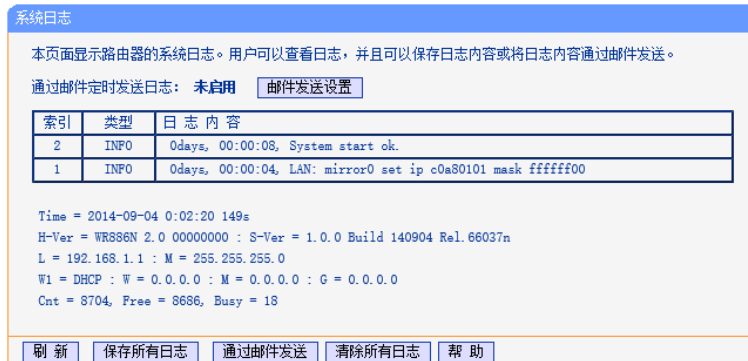 系统日志
本页面显示路由器的系统日志。用户可以查看日志，并且可以保存日志内容或将日志内容通过邮件发送。
通过邮件定时发送日志： 未启用 邮件发送设置
索引 类型 日 志 内 容
2 INFO 0days, 00:00:08, System start ok.
1 INFO 0days, 00:00:04, LAN: mirror0 set ip c0a80101 mask ffffff00
Time = 2014-09-04 0:02:20 149s
H-Ver = WR886N 2.0 00000000 : S-Ver = 1.0.0 Build 140904 Rel.66037n
L = 192.168.1.1 : M = 255.255.255.0
W1 = DHCP : W = 0.0.0.0 : M = 0.0.0.0 : G = 0.0.0.0
Cnt = 8704, Free = 8686, Busy = 18
刷 新 保存所有日志 通过邮件发送 清除所有日志 帮 助